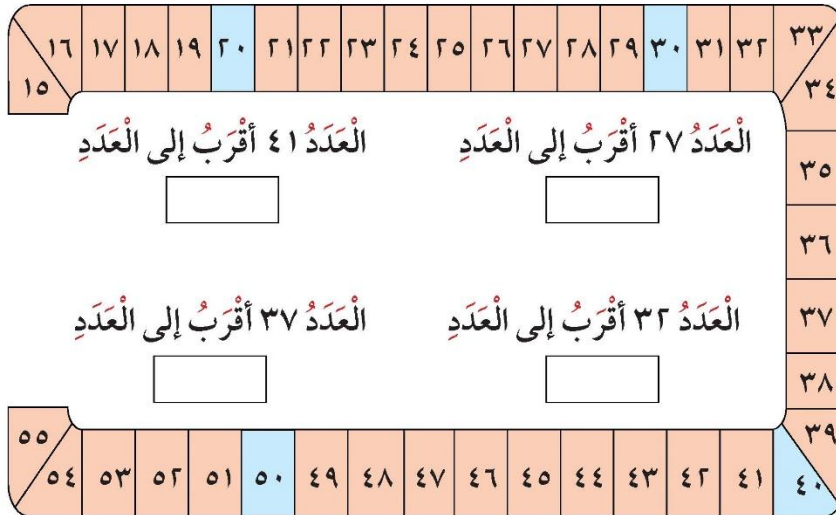 ١٥ ١٦ ١٧ ١٨ ١٩ ٢٠ ٢١ ٢٢ ٢٣ ٢٤ ٢٥ ٢٦ ٢٧ ٢٨ ٢٩ ٣٠ ٣١ ٣٢ ٣٣
٣٤
٣٥
٣٦
٣٧
٣٨
٣٩
الْعَدَدُ ٢٧ أقْرَبُ إلى الْعَدَدِ
الْعَدَدُ ٤١ أقْرَبُ إلى الْعَدَدِ
الْعَدَدُ ٣٢ أقْرَبُ إلى الْعَدَدِ
الْعَدَدُ ٣٧ أقْرَبُ إلى الْعَدَدِ
٥٥
٥٤ ٥٣ ٥٢ ٥١ ٥٠ ٤٩ ٤٨ ٤٧ ٤٦ ٤٥ ٤٤ ٤٣ ٤٢ ٤١ ٤٠